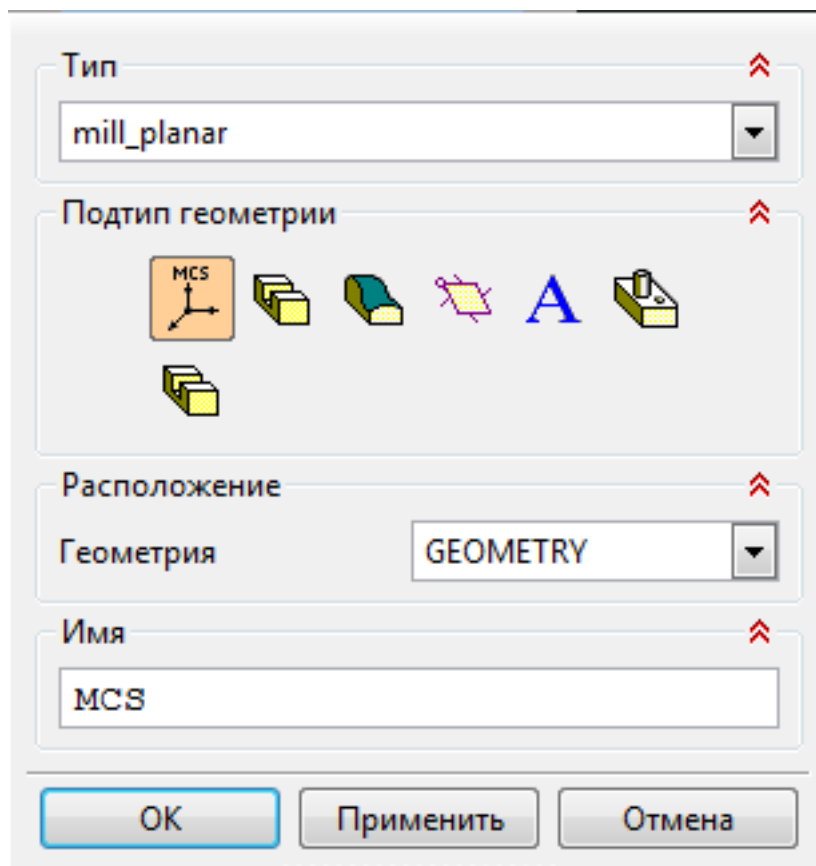 Тип
mill_planar
Подтип геометрии
MCS
A
Расположение
Геометрия GEOMETRY
Имя
MCS
OK Применить Отмена